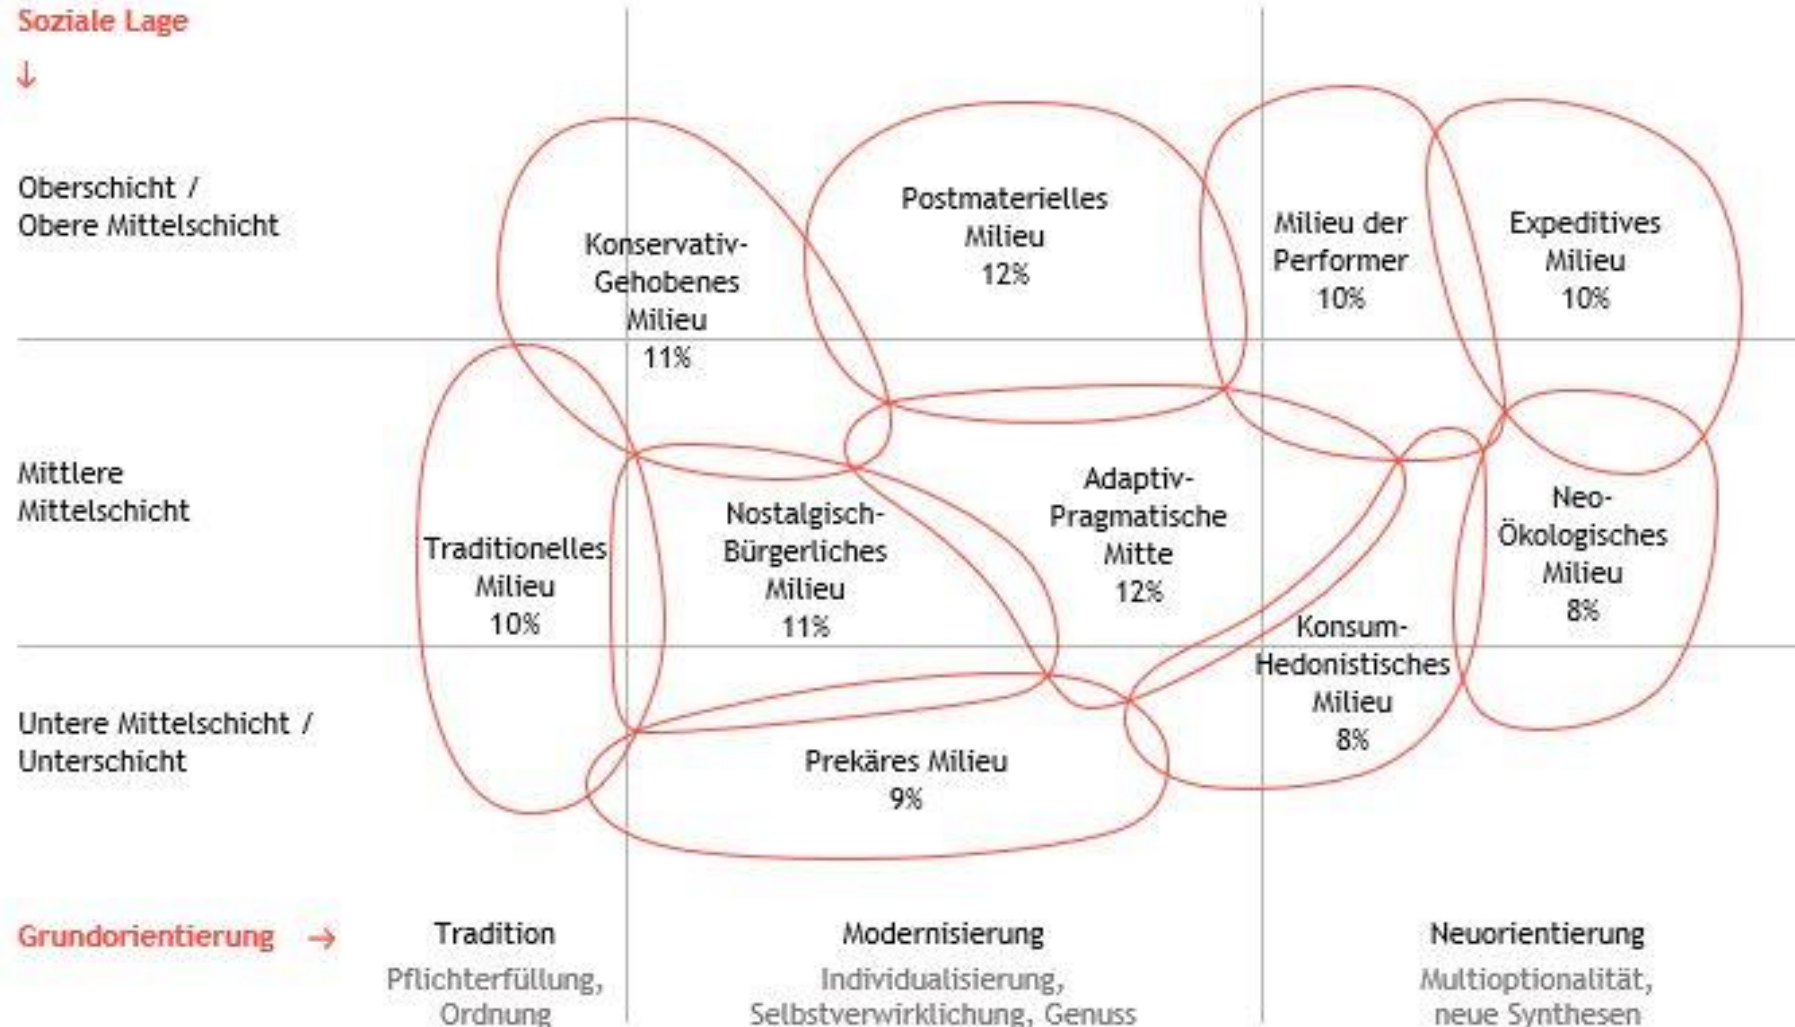 Soziale Lage
↓
Oberschicht /
Obere Mittelschicht
Konservativ-
Gehobenes
Milieu
11%
Postmaterielles
Milieu
12%
Milieu der
Performer
10%
Expeditives
Milieu
10%
Mittlere
Mittelschicht
Traditionelles
Milieu
10%
Nostalgisch-
Bürgerliches
Milieu
11%
Adaptiv-
Pragmatische
Mitte
12%
Neo-
Ökologisches
Milieu
8%
Konsum-
Hedonistisches
Milieu
8%
Untere Mittelschicht /
Unterschicht
Prekäres Milieu
9%
Grundorientierung →
Tradition
Pflichterfüllung,
Ordnung
Modernisierung
Individualisierung,
Selbstverwirklichung, Genuss
Neuorientierung
Multioptionalität,
neue Synthesen